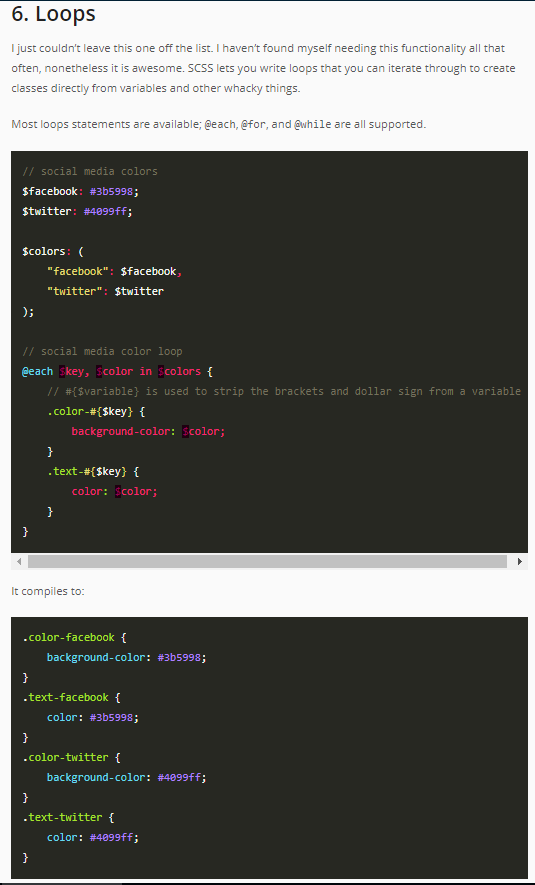 6. Loops
I just couldn’t leave this one off the list. I haven’t found myself needing this functionality all that
often, nonetheless it is awesome. SCSS lets you write loops that you can iterate through to create
classes directly from variables and other whacky things.
Most loops statements are available; @each, @for, and @while are all supported.
// social media colors
$facebook: #3b5998;
$twitter: #4099ff;
$colors: (
    "facebook": $facebook,
    "twitter": $twitter
);
// social media color loop
@each $key, $color in $colors {
    // #{$variable} is used to strip the brackets and dollar sign from a variable
    .color-#{$key} {
        background-color: $color;
    }
    .text-#{$key} {
        color: $color;
    }
}
It compiles to:
.color-facebook {
    background-color: #3b5998;
}
.text-facebook {
    color: #3b5998;
}
.color-twitter {
    background-color: #4099ff;
}
.text-twitter {
    color: #4099ff;
}